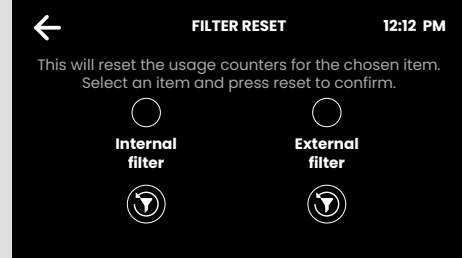 FILTER RESET 12:12 PM
This will reset the usage counters for the chosen item.
Select an item and press reset to confirm.
Internal External
filter filter